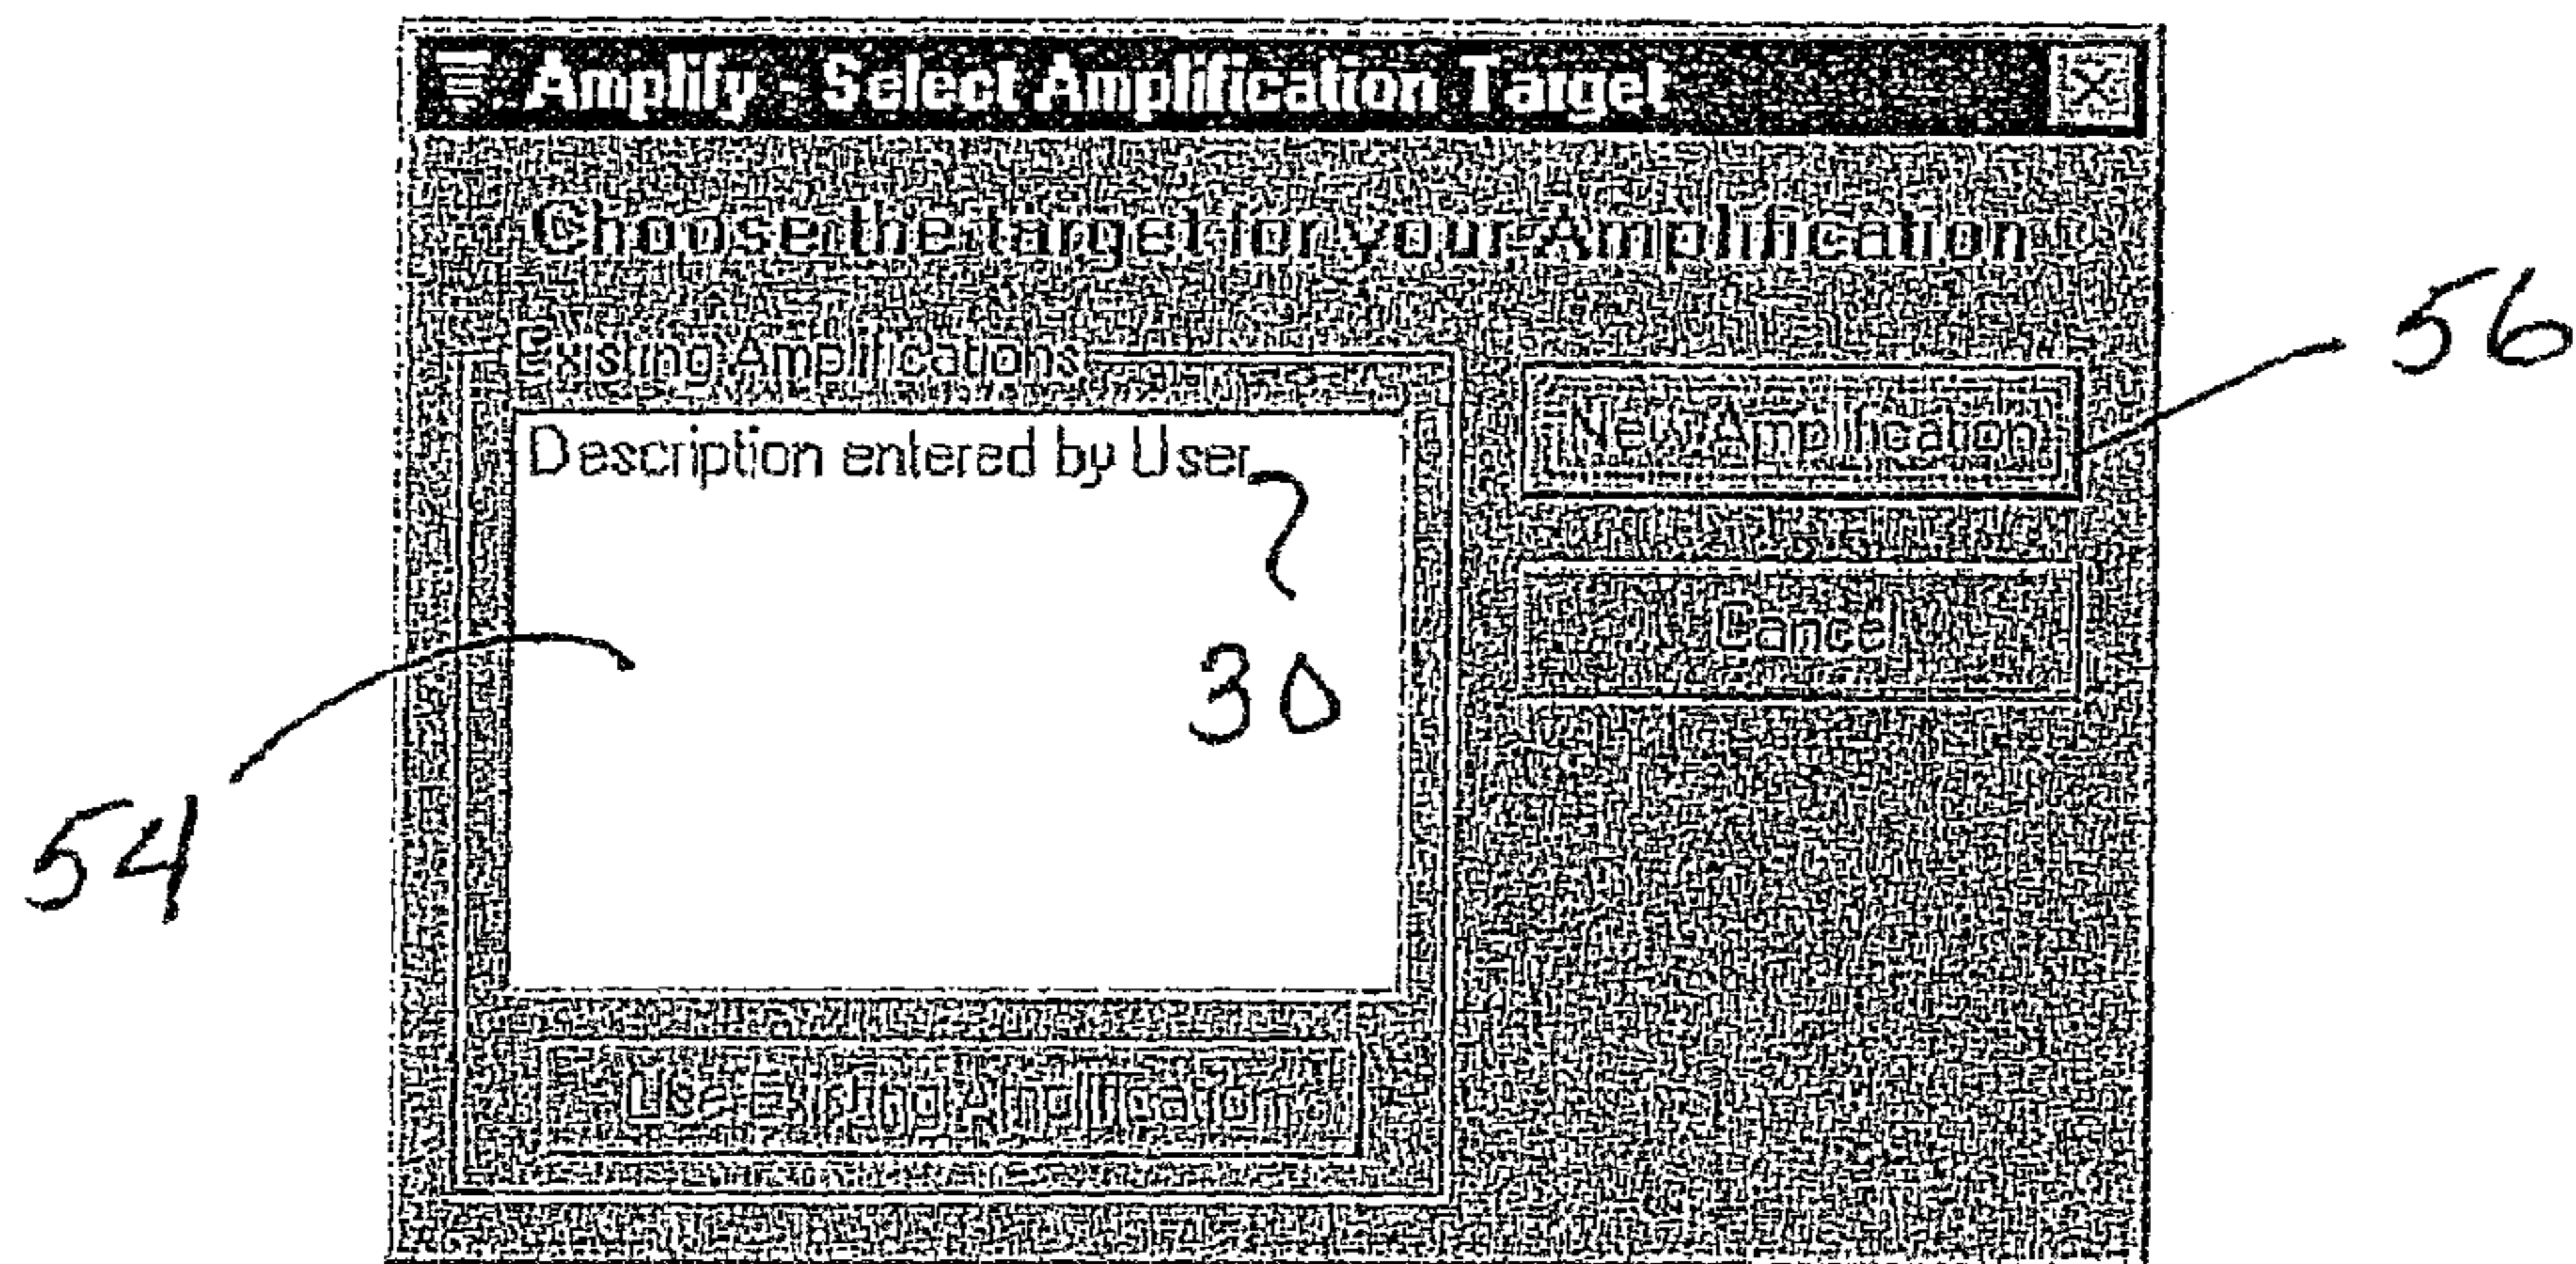 Amplify - Select Amplification Target
Choose the target for your Amplification
Existing Amplifications
Description entered by User
30
New Amplification
56
Cancel
54
Use Existing Amplification